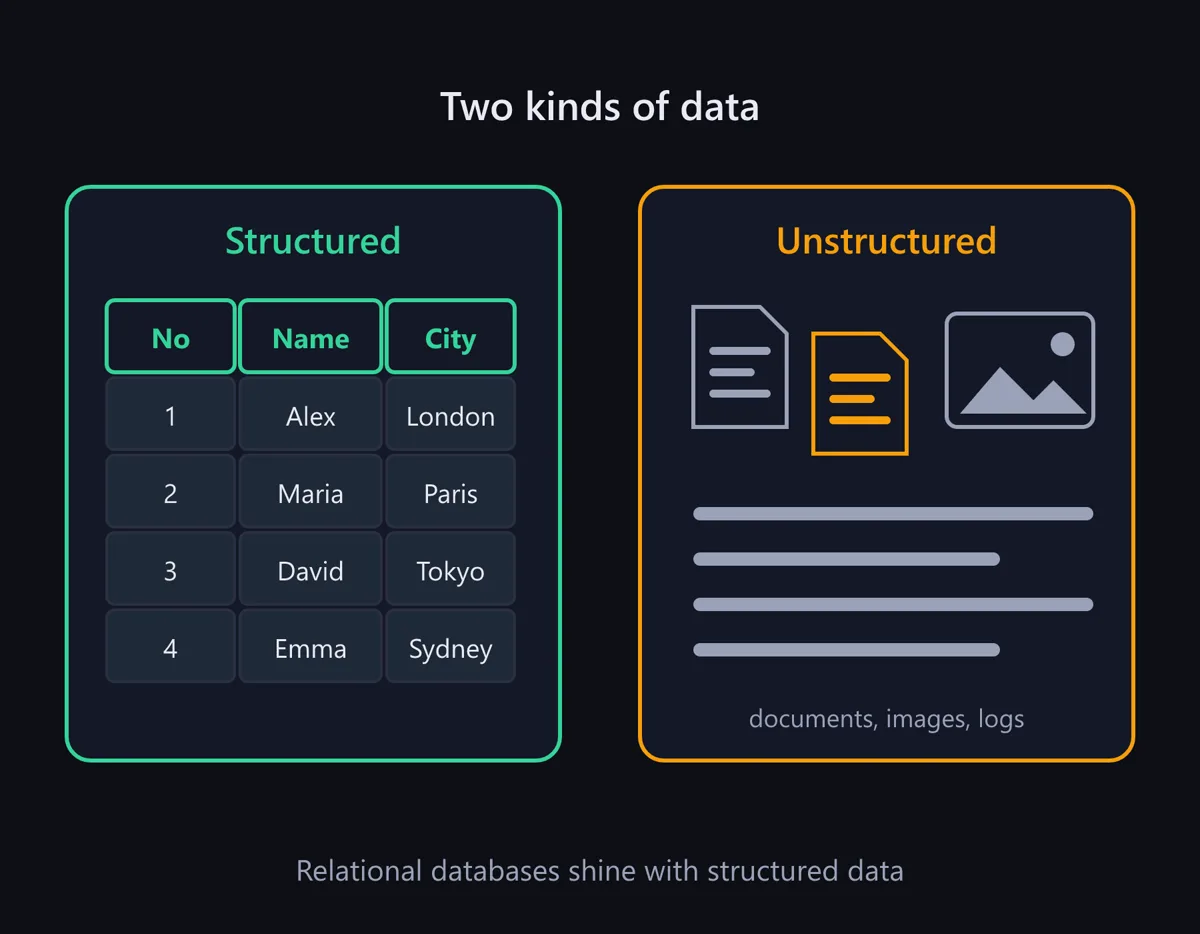 Two kinds of data
Structured
No Name City
1 Alex London
2 Maria Paris
3 David Tokyo
4 Emma Sydney
Unstructured
documents, images, logs
Relational databases shine with structured data